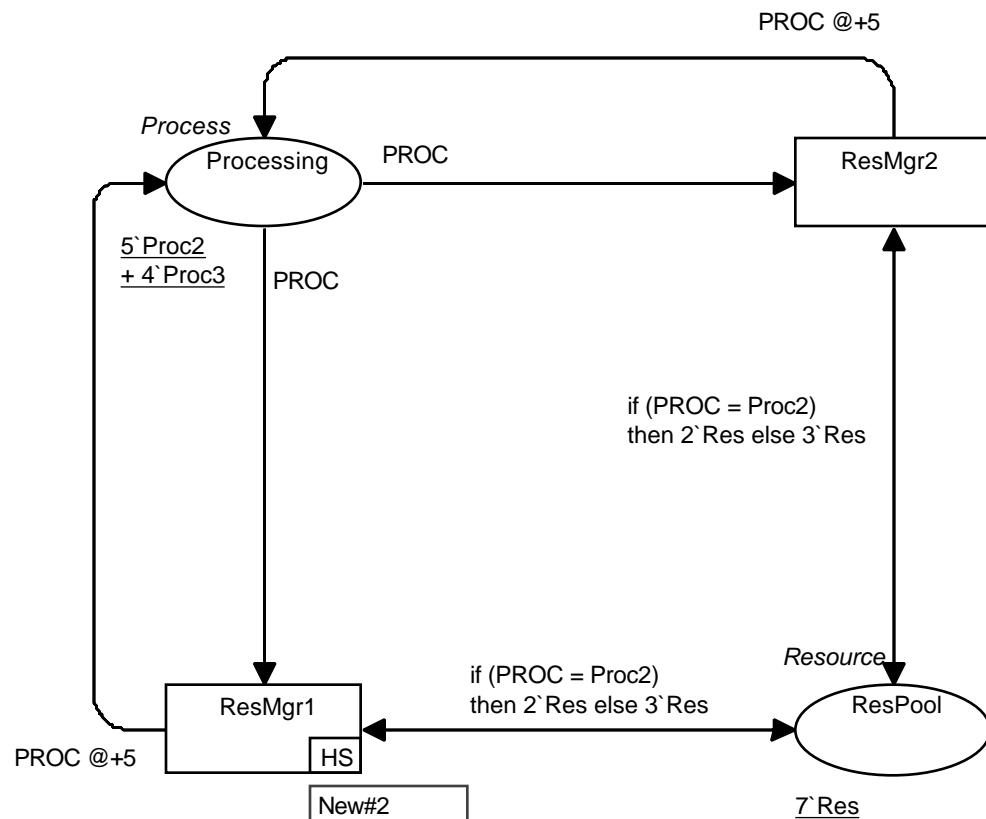 PROC @+5
Process
Processing
PROC
ResMgr2
5`Proc2
+ 4`Proc3
PROC
if (PROC = Proc2)
then 2`Res else 3`Res
Resource
if (PROC = Proc2)
then 2`Res else 3`Res
ResMgr1
ResPool
PROC @+5
HS
New#2
7`Res